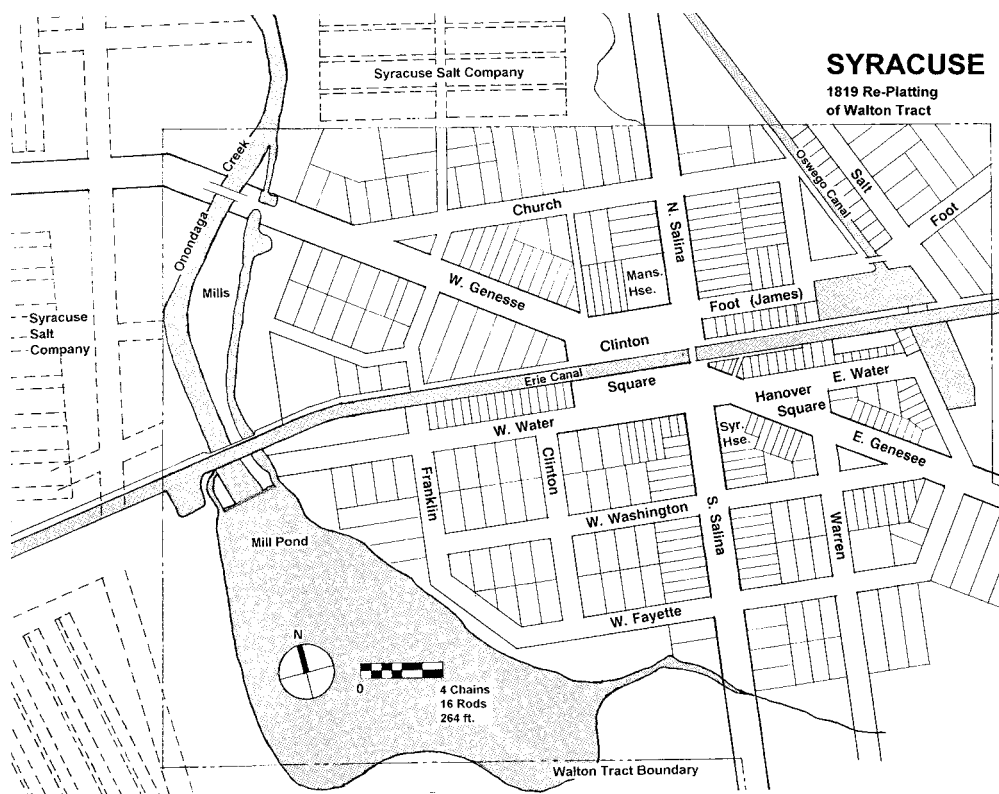 SYRACUSE
1819 Re-Platting
of Walton Tract
Syracuse Salt Company
Onondaga Creek
Oswego Canal
Salt
Foot
Church
N. Salina
Mills
W. Genesse
Mans.
Hse.
Foot (James)
Syracuse
Salt
Company
Clinton
Square
Erie Canal
Hanover
Square
E. Water
W. Water
Syr.
Hse.
E. Genesee
Franklin
Clinton
W. Washington
S. Salina
Warren
Mill Pond
W. Fayette
N
0
4 Chains
16 Rods
264 ft.
Walton Tract Boundary